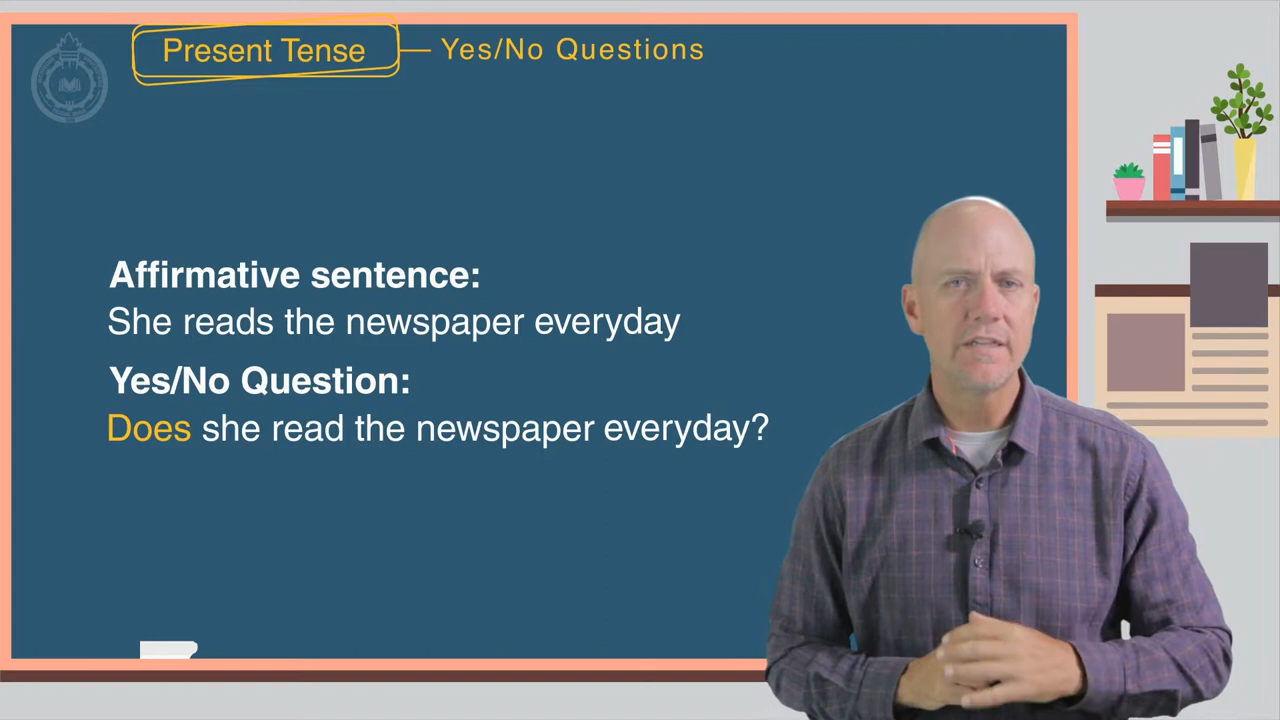 Present Tense — Yes/No Questions
Affirmative sentence:
She reads the newspaper everyday
Yes/No Question:
Does she read the newspaper everyday?